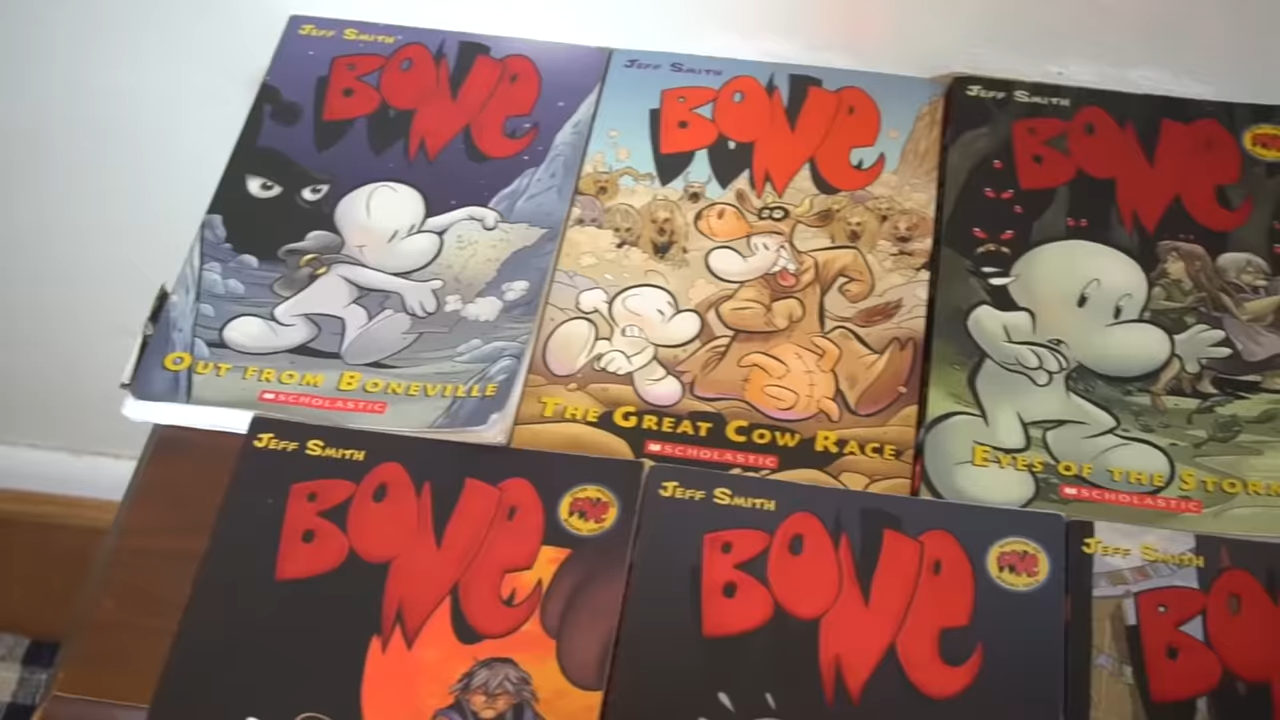 JEFF SMITH
BONE
OUT FROM BONEVILLE
SCHOLASTIC
JEFF SMITH
BONE
THE GREAT COW RACE
SCHOLASTIC
JEFF SMITH
BONE
EYES OF THE STORM
SCHOLASTIC
JEFF SMITH
BONE
JEFF SMITH
BONE
JEFF SMITH
BO